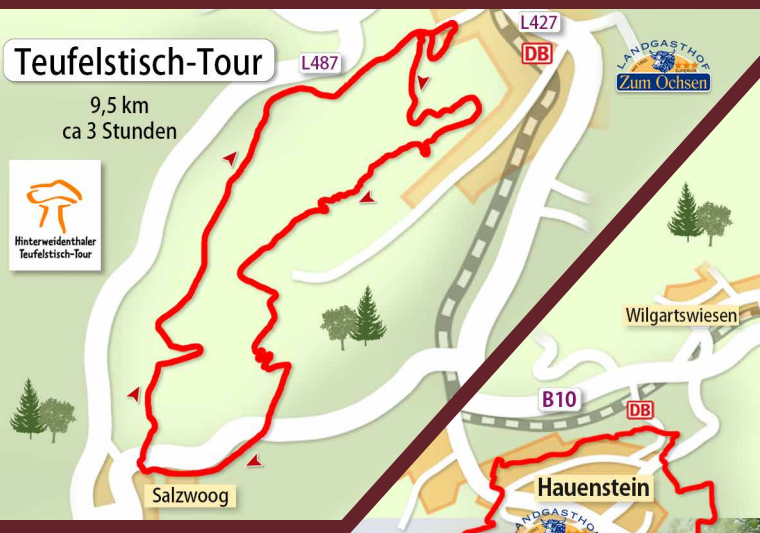 Teufelstisch-Tour
9,5 km
ca 3 Stunden
Hinterweidenthaler
Teufelstisch-Tour
L487
L427
DB
LANDGASTHOF
SUPERIOR
Zum Ochsen
Salzwoog
Wilgartswiesen
B10
DB
Hauenstein
LANDGASTHOF